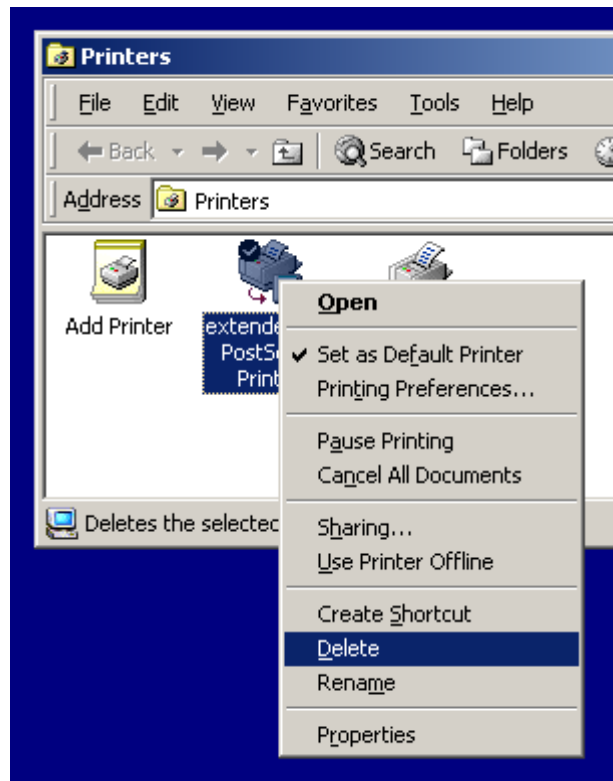 Printers
File Edit View Favorites Tools Help
Back Search Folders
Address Printers
Add Printer
Open
Set as Default Printer
Printing Preferences...
Pause Printing
Cancel All Documents
Sharing...
Use Printer Offline
Create Shortcut
Delete
Rename
Properties
Deletes the